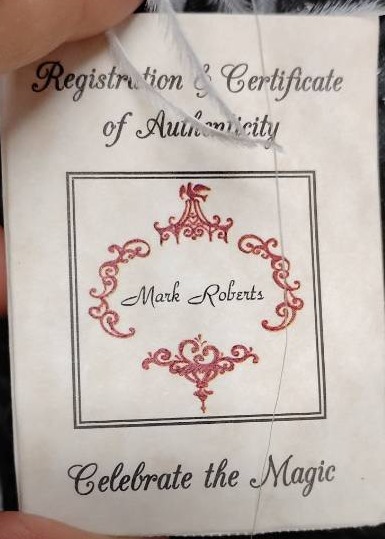 Registration & Certificate
of Authenticity
Mark Roberts
Celebrate the Magic